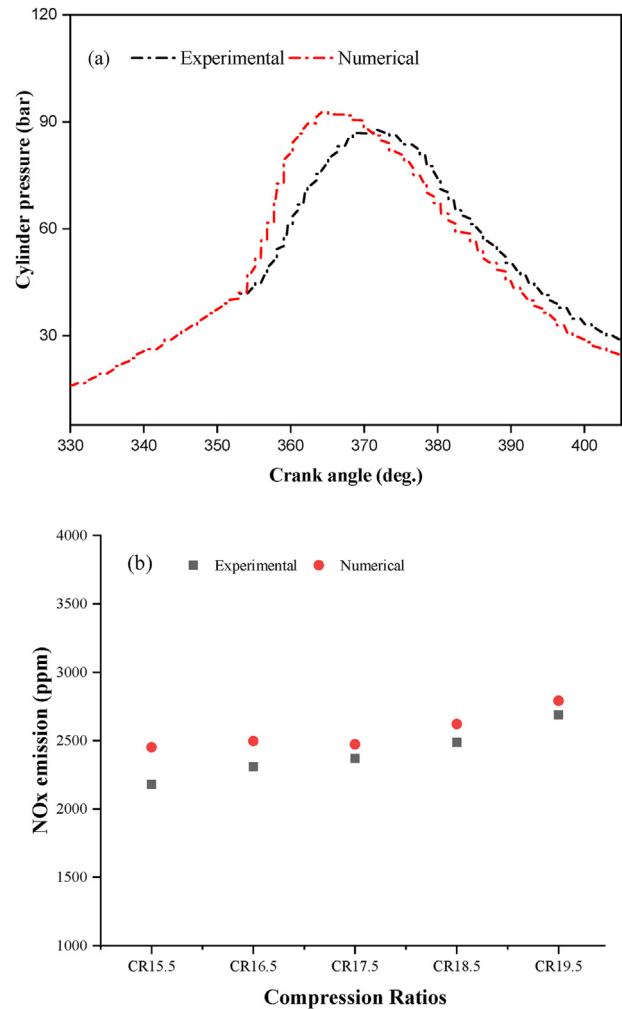 120
(a)
Experimental
Numerical
90
60
30
Cylinder pressure (bar)
330
340
350
360
370
380
390
400
Crank angle (deg.)
4000
(b)
Experimental
Numerical
3500
3000
2500
2000
1500
1000
NOx emission (ppm)
CR15.5
CR16.5
CR17.5
CR18.5
CR19.5
Compression Ratios